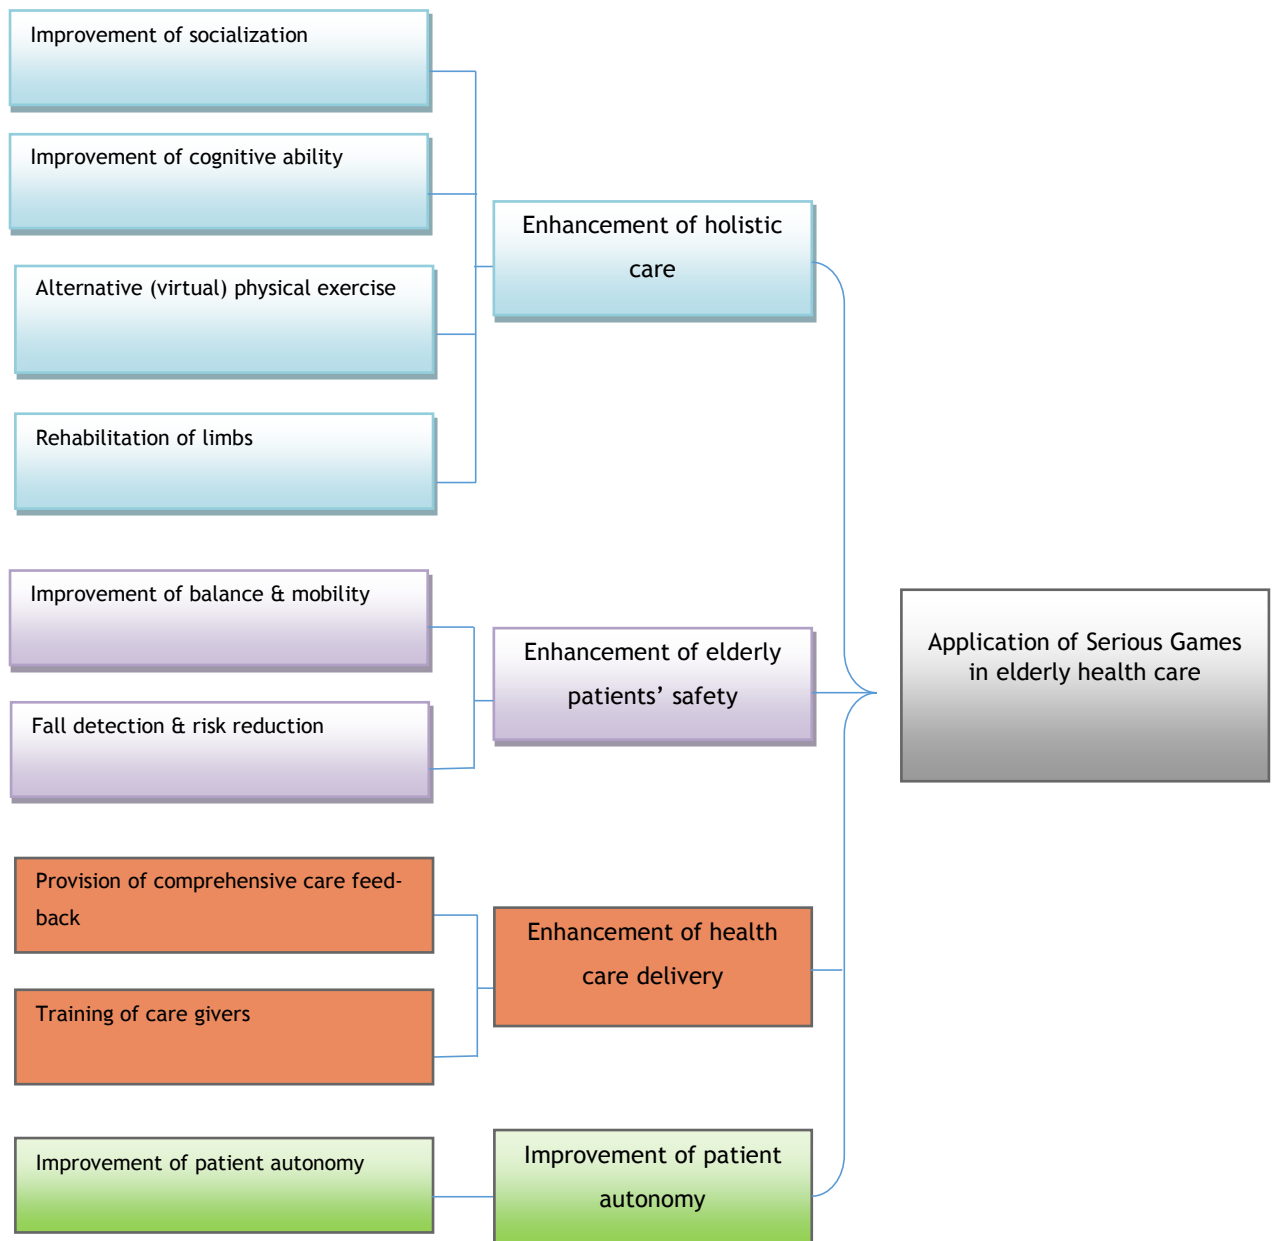 Improvement of socialization
Improvement of cognitive ability
Alternative (virtual) physical exercise
Rehabilitation of limbs
Enhancement of holistic
care
Improvement of balance & mobility
Fall detection & risk reduction
Enhancement of elderly
patients’ safety
Provision of comprehensive care feed-
back
Training of care givers
Enhancement of health
care delivery
Improvement of patient autonomy
Improvement of patient
autonomy
Application of Serious Games
in elderly health care